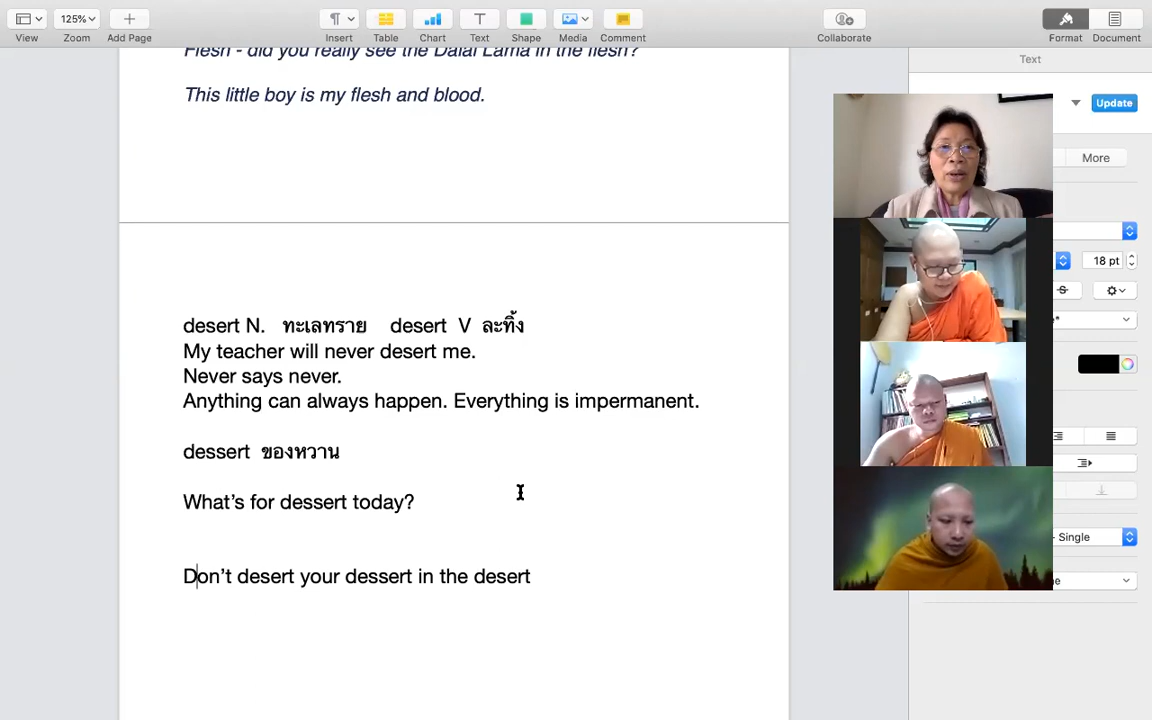 View
125%
Zoom
Add Page
Insert
Table
Chart
Text
Shape
Media
Comment
Collaborate
Format
Document
Flesh - did you really see the Dalai Lama in the flesh?
This little boy is my flesh and blood.
desert N. ทะเลทราย desert V ละทิ้ง
My teacher will never desert me.
Never says never.
Anything can always happen. Everything is impermanent.
dessert ของหวาน
What's for dessert today?
Don't desert your dessert in the desert
Text
Update
More
18 pt
Single